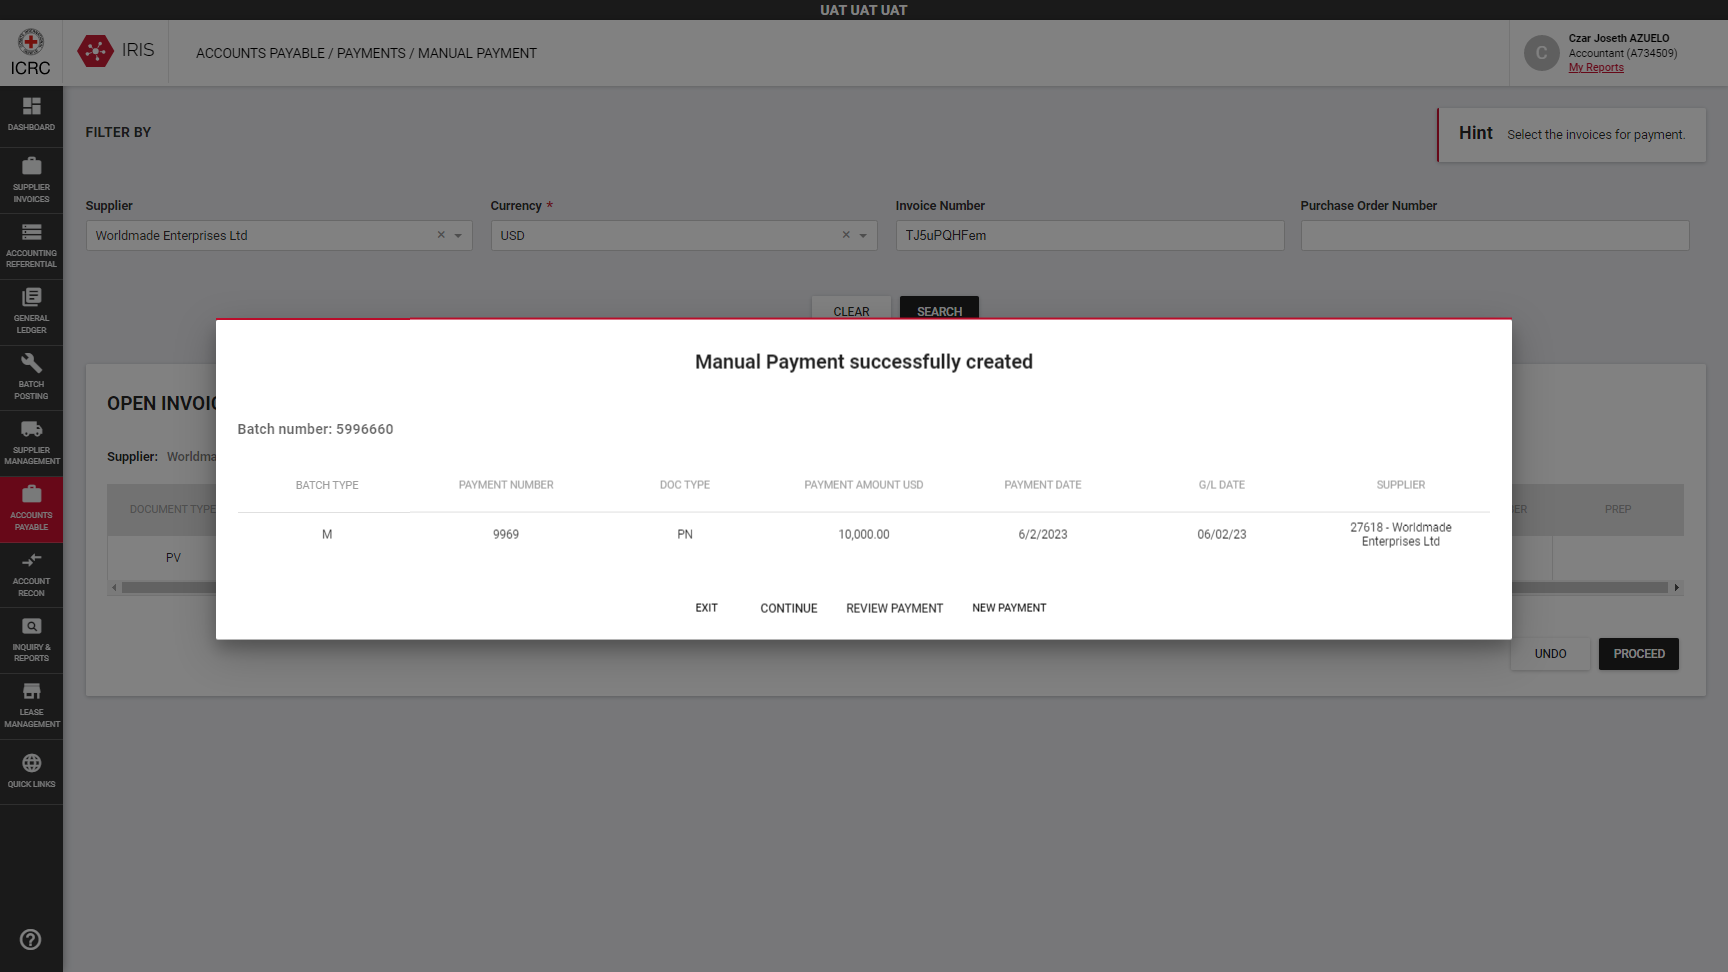 UAT UAT UAT
ICRC
IRIS
ACCOUNTS PAYABLE / PAYMENTS / MANUAL PAYMENT
C
Czar Joseth AZUELO
Accountant (A734509)
My Reports
DASHBOARD
SUPPLIER
INVOICES
ACCOUNTING
REFERENTIAL
GENERAL
LEDGER
BATCH
POSTING
SUPPLIER
MANAGEMENT
ACCOUNTS
PAYABLE
ACCOUNT
RECON
INQUIRY &
REPORTS
LEASE
MANAGEMENT
QUICK LINKS
FILTER BY
Hint Select the invoices for payment.
Supplier
Currency *
Invoice Number
Purchase Order Number
Worldmade Enterprises Ltd
USD
TJ5uPQHFem
CLEAR
SEARCH
OPEN INVOIC
Supplier: Worldma
DOCUMENT TYPE
ER
PREP
PV
Manual Payment successfully created
Batch number: 5996660
BATCH TYPE PAYMENT NUMBER DOC TYPE PAYMENT AMOUNT USD PAYMENT DATE G/L DATE SUPPLIER
M 9969 PN 10,000.00 6/2/2023 06/02/23 27618 - Worldmade
Enterprises Ltd
EXIT CONTINUE REVIEW PAYMENT NEW PAYMENT
UNDO
PROCEED